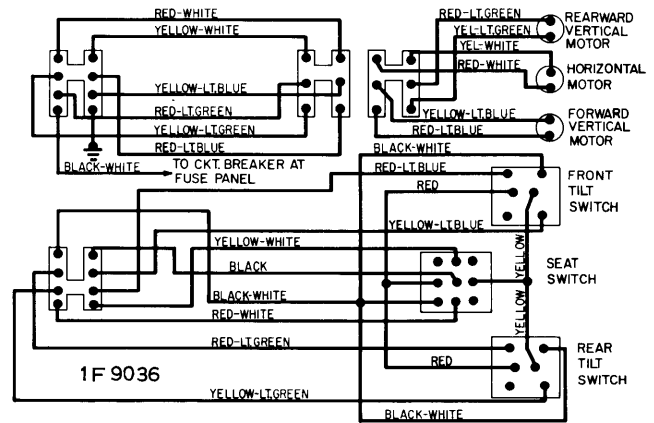 RED-WHITE
YELLOW-WHITE
RED-LT.GREEN
YEL-LT.GREEN
REARWARD
VERTICAL
MOTOR
YEL-WHITE
RED-WHITE
HORIZONTAL
MOTOR
YELLOW-LT.BLUE
RED-LT.GREEN
YELLOW-LT.GREEN
RED-LT.BLUE
YELLOW-LT.BLUE
RED-LT.BLUE
FORWARD
VERTICAL
MOTOR
BLACK-WHITE
TO CKT. BREAKER AT
FUSE PANEL
BLACK-WHITE
RED-LT.BLUE
RED
FRONT
TILT
SWITCH
YELLOW-LT.BLUE
YELLOW-WHITE
BLACK
YELLOW
SEAT
SWITCH
BLACK-WHITE
RED-WHITE
YELLOW
RED-LT.GREEN
RED
REAR
TILT
SWITCH
1F9036
YELLOW-LT.GREEN
BLACK-WHITE